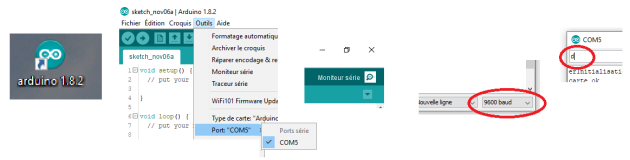 arduino 1.8.2
sketch_nov06a | Arduino 1.8.2
Fichier Édition Croquis Outils Aide
sketch_nov06a
1 void setup() {
2 // put your
3
4 }
5
6 void loop() {
7 // put your
8
Formatage automatiqu
Archiver le croquis
Réparer encodage & re
Moniteur série
Traceur série
WiFi101 Firmware Upda
Type de carte: "Arduino
Port: "COM5"
Ports série
COM5
Moniteur série
Nouvelle ligne
9600 baud
COM5
efInitialisati
carte ok